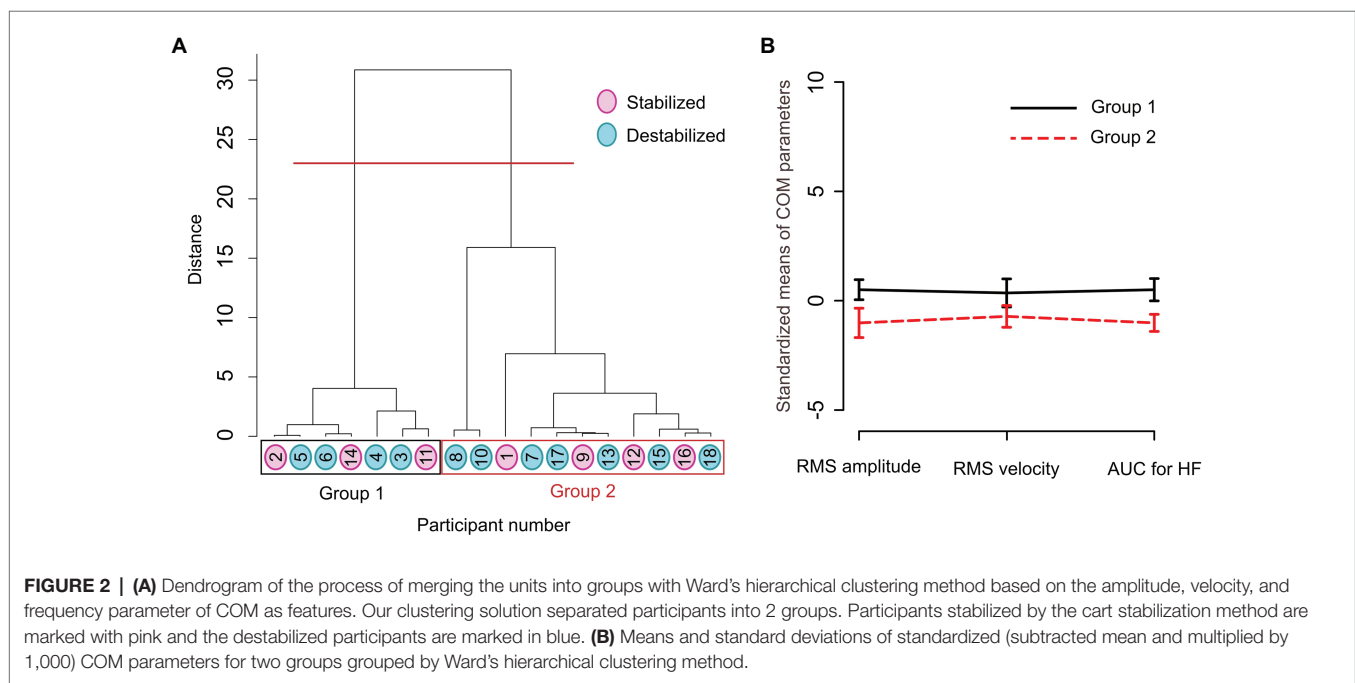 A
30
25
20
15
10
5
0
Distance
Stabilized
Destabilized
2 5 6 14 4 3 11 8 10 1 7 17 9 13 12 15 16 18
Group 1
Group 2
Participant number
B
10
5
0
-5
Standardized means of COM parameters
Group 1
Group 2
RMS amplitude
RMS velocity
AUC for HF
FIGURE 2 | (A) Dendrogram of the process of merging the units into groups with Ward's hierarchical clustering method based on the amplitude, velocity, and
frequency parameter of COM as features. Our clustering solution separated participants into 2 groups. Participants stabilized by the cart stabilization method are
marked with pink and the destabilized participants are marked in blue. (B) Means and standard deviations of standardized (subtracted mean and multiplied by
1,000) COM parameters for two groups grouped by Ward's hierarchical clustering method.